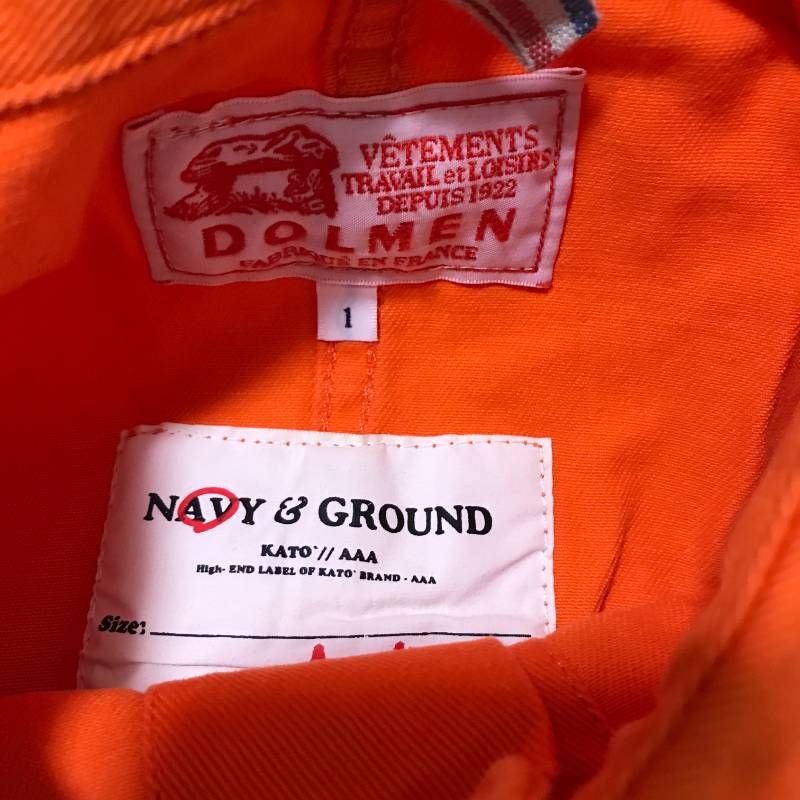 VÊTEMENTS
TRAVAIL et LOISIRS
DEPUIS 1922
DOLMEN
FABRIQUÉ EN FRANCE
1
NAVY & GROUND
KATO`// AAA
High- END LABEL OF KATO` BRAND - AAA
Size: